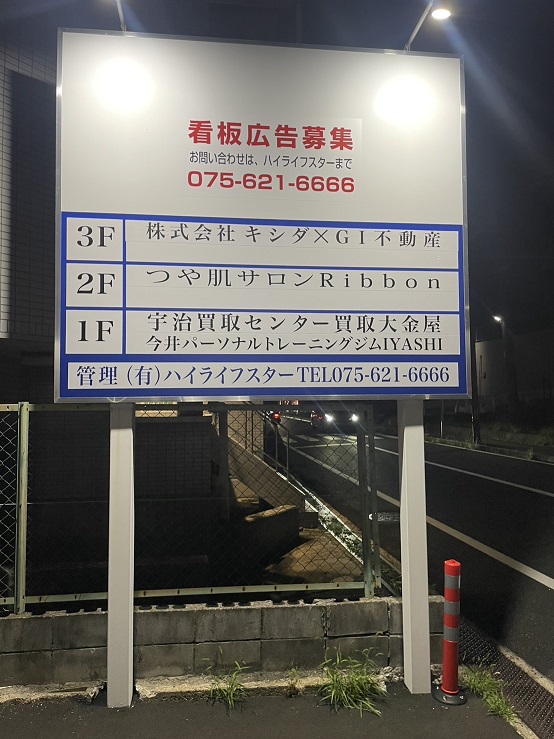 看板広告募集
お問い合わせは、ハイライフスターまで
075-621-6666
3F 株式会社キシダ×GI不動産
2F つや肌サロンRibbon
1F 宇治買取センター買取大金屋
今井パーソナルトレーニングジムIYASHI
管理(有)ハイライフスターTEL075-621-6666